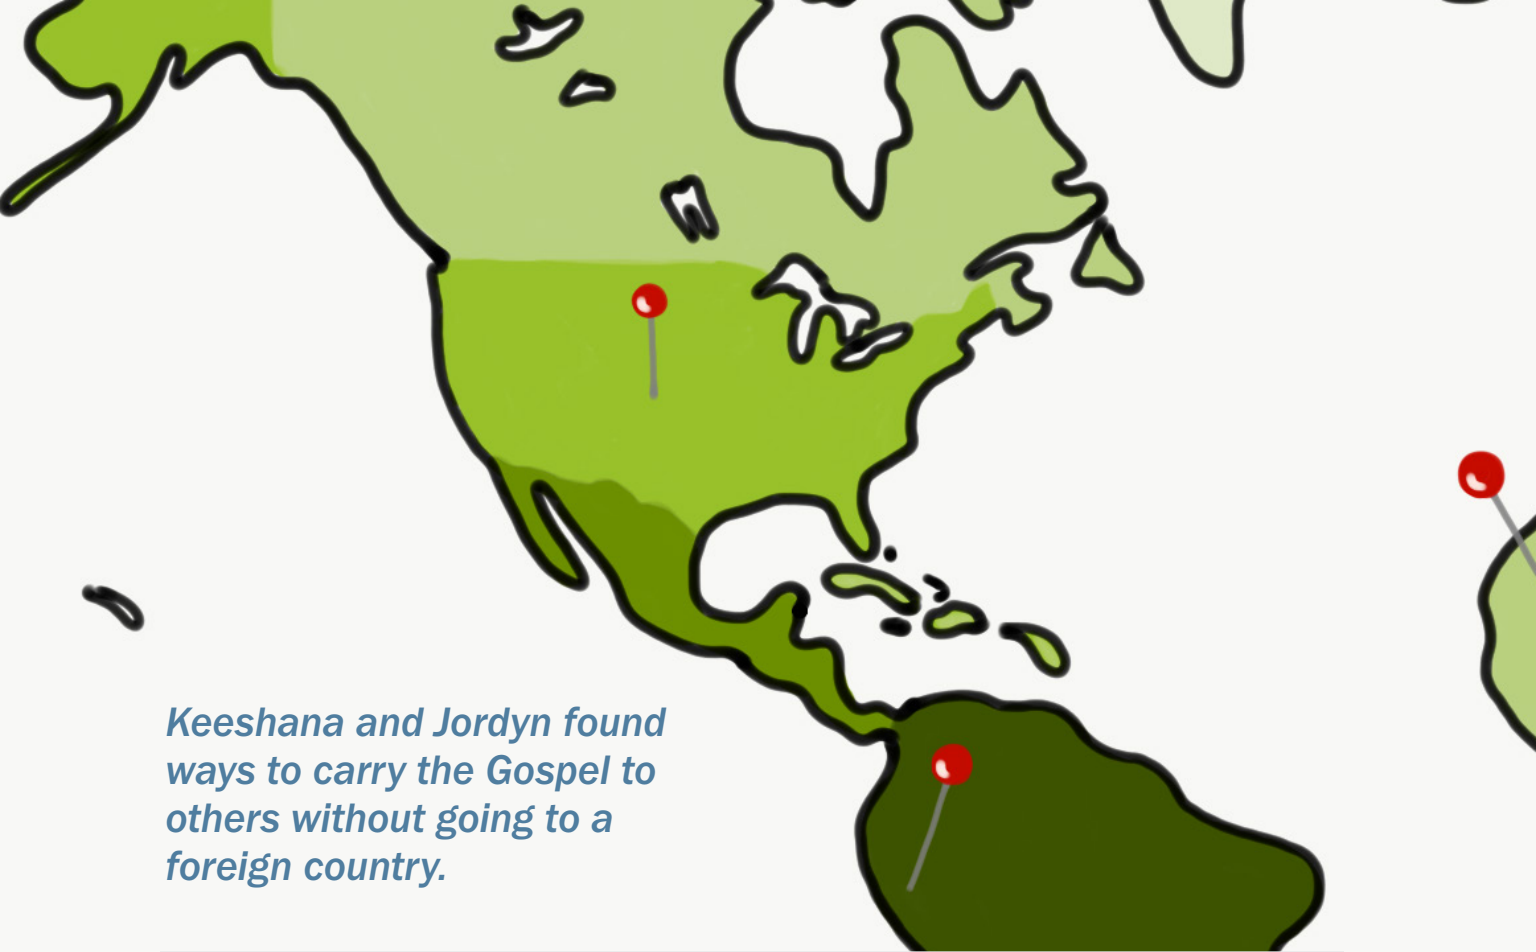 Keeshana and Jordyn found
ways to carry the Gospel to
others without going to a
foreign country.